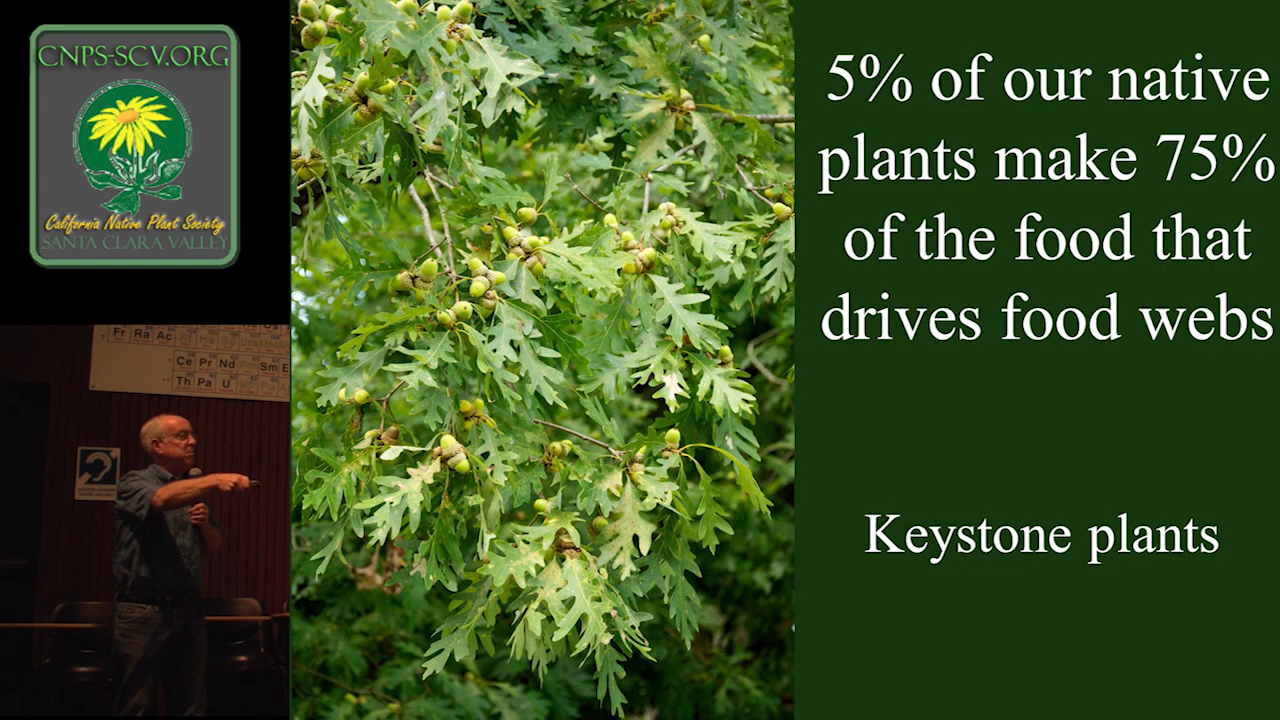 CNPS-SCV.ORG
California Native Plant Society
SANTA CLARA VALLEY
5% of our native
plants make 75%
of the food that
drives food webs
Keystone plants
Fr Ra Ac
Ce Pr Nd Sm
Th Pa U